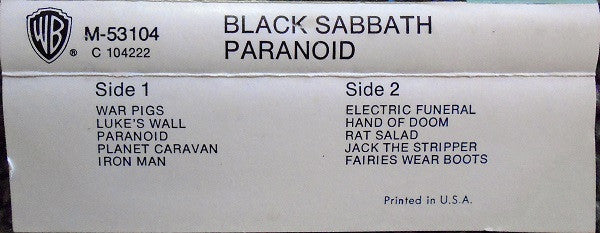 WB
®
M-53104
C 104222
BLACK SABBATH
PARANOID
Side 1
WAR PIGS
LUKE'S WALL
PARANOID
PLANET CARAVAN
IRON MAN
Side 2
ELECTRIC FUNERAL
HAND OF DOOM
RAT SALAD
JACK THE STRIPPER
FAIRIES WEAR BOOTS
Printed in U.S.A.